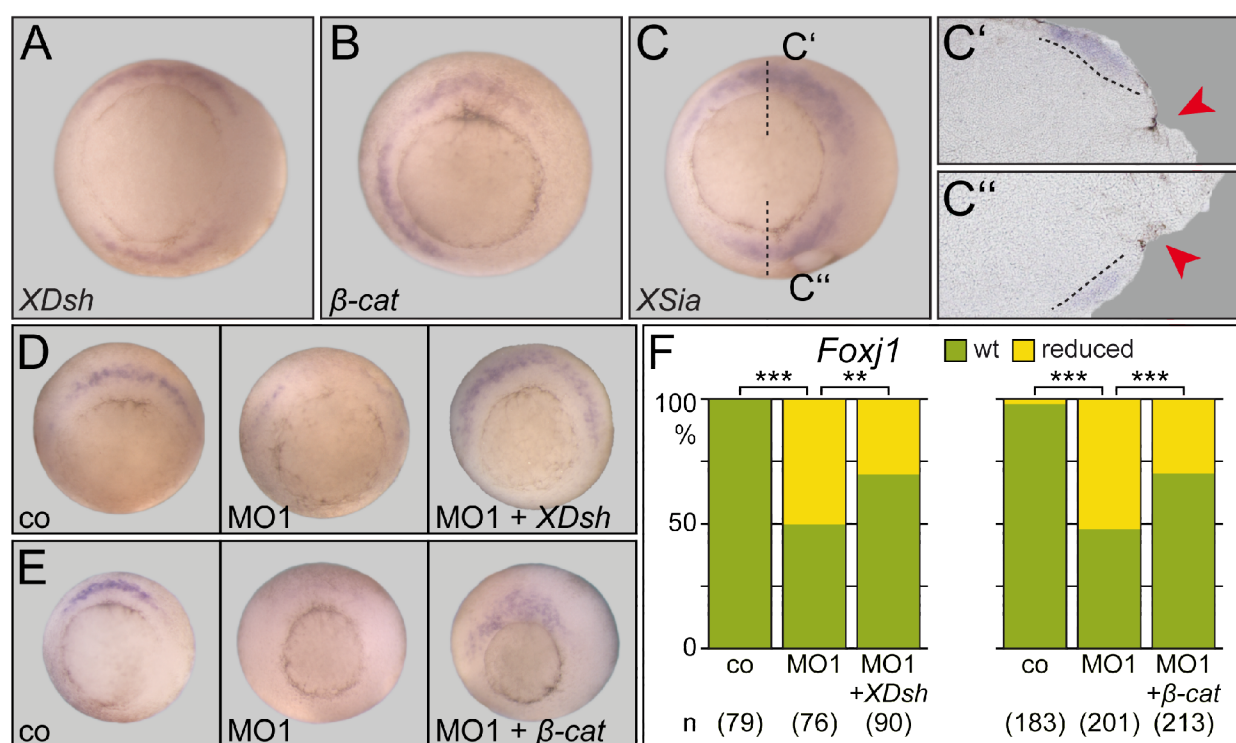 A
XDsh
B
β-cat
C
C‘
C“
C‘
C“
D
co
MO1
MO1 + XDsh
E
co
MO1
MO1 + β-cat
F
Foxj1
wt
reduced
*** **
*** ***
100
%
50
0
co MO1 MO1
+XDsh
co MO1 MO1
+β-cat
n (79) (76) (90) (183) (201) (213)